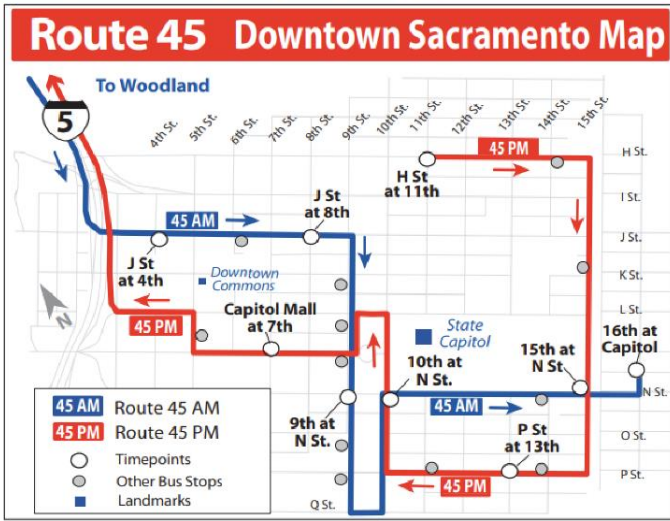 Route 45 Downtown Sacramento Map
To Woodland
5
4th St.
5th St.
6th St.
7th St.
8th St.
9th St.
10th St.
11th St.
12th St.
13th St.
14th St.
15th St.
45 PM
H St.
H St
at 11th
I St.
J St
at 8th
45 AM
J St.
J St
at 4th
Downtown
Commons
K St.
L St.
45 PM
Capitol Mall
at 7th
State
Capitol
16th at
Capitol
N
10th at
N St.
15th at
N St.
N St.
45 AM
45 AM Route 45 AM
45 PM Route 45 PM
Timepoints
Other Bus Stops
Landmarks
9th at
N St.
P St
at 13th
O St.
P St.
45 PM
Q St.